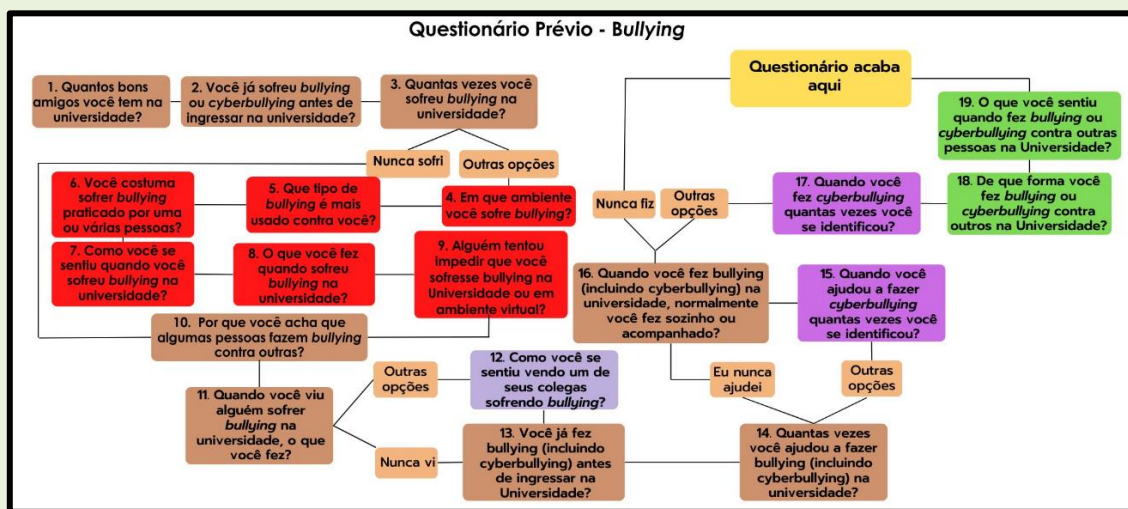 Questionário Prévio - Bullying
1. Quantos bons
amigos você tem na
universidade?
2. Você já sofreu bullying
ou cyberbullying antes de
ingressar na universidade?
3. Quantas vezes você
sofreu bullying na
universidade?
Nunca sofri
Outras opções
4. Em que ambiente
você sofre bullying?
5. Que tipo de
bullying é mais
usado contra você?
6. Você costuma
sofrer bullying
praticado por uma
ou várias pessoas?
7. Como você se
sentiu quando você
sofreu bullying na
universidade?
8. O que você fez
quando sofreu
bullying na
universidade?
9. Alguém tentou
impedir que você
sofresse bullying na
Universidade ou em
ambiente virtual?
10. Por que você acha que
algumas pessoas fazem bullying
contra outras?
11. Quando você viu
alguém sofrer
bullying na
universidade, o que
você fez?
Outras
opções
Nunca vi
12. Como você se
sentiu vendo um de
seus colegas
sofrendo bullying?
13. Você já fez
bullying (incluindo
cyberbullying) antes
de ingressar na
Universidade?
14. Quantas vezes
você ajudou a fazer
bullying (incluindo
cyberbullying) na
universidade?
Eu nunca
ajudei
Outras
opções
15. Quando você
ajudou a fazer
cyberbullying
quantas vezes você
se identificou?
16. Quando você fez bullying
(incluindo cyberbullying) na
universidade, normalmente
você fez sozinho ou
acompanhado?
Nunca fiz
Outras
opções
17. Quando você
fez cyberbullying
quantas vezes você
se identificou?
18. De que forma você
fez bullying ou
cyberbullying contra
outros na Universidade?
19. O que você sentiu
quando fez bullying ou
cyberbullying contra outras
pessoas na Universidade?
Questionário acaba
aqui